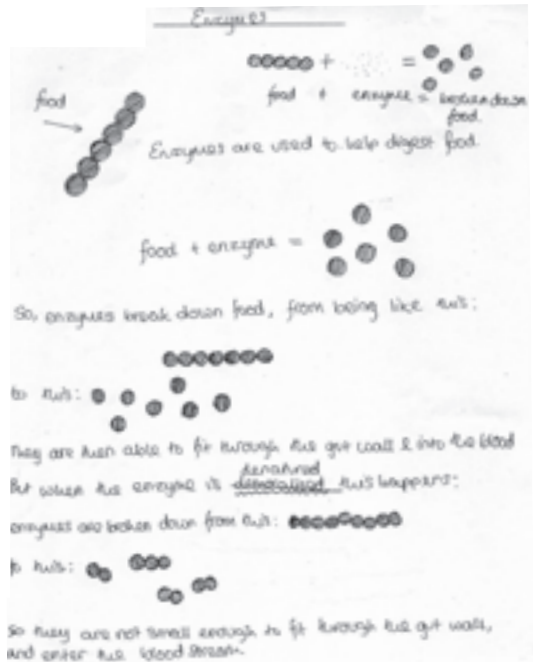 Enzymes
+ =
food + enzyme = broken down
food.
food
Enzymes are used to help digest food.
food + enzyme =
So, enzymes break down food, from being like this:
to this:
They are then able to fit through the gut wall & into the blood
denatured
But when the enzyme is this happens:
enzymes are broken down from this:
to this:
So they are not small enough to fit through the gut wall,
and enter the blood stream.